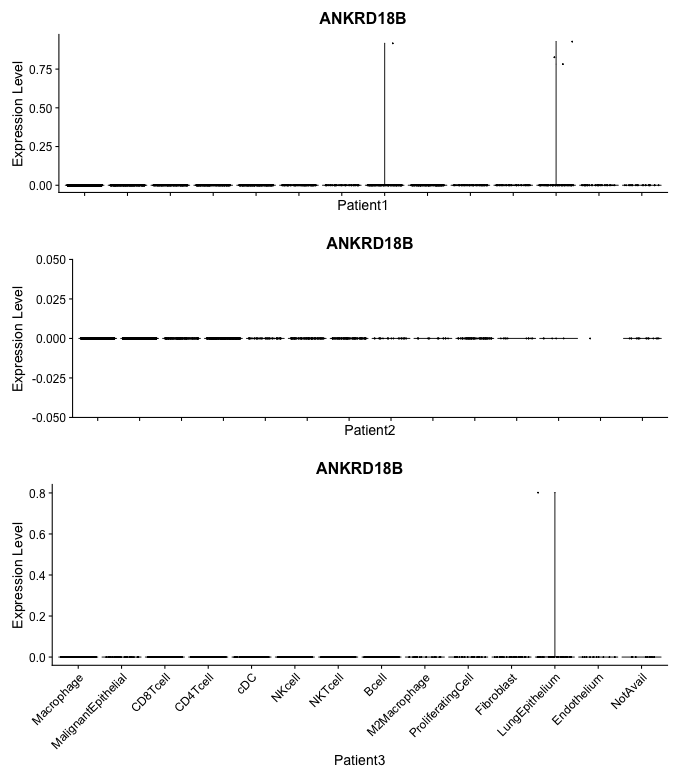 ANKRD18B
Expression Level
0.75
0.50
0.25
0.00
Patient1
ANKRD18B
Expression Level
0.050
0.025
0.000
-0.025
-0.050
Patient2
ANKRD18B
Expression Level
0.8
0.6
0.4
0.2
0.0
Macrophage
MalignantEpithelial
CD8Tcell
CD4Tcell
cDC
NKcell
NKTcell
Bcell
M2Macrophage
ProliferatingCell
Fibroblast
LungEpithelium
Endothelium
NotAvail
Patient3